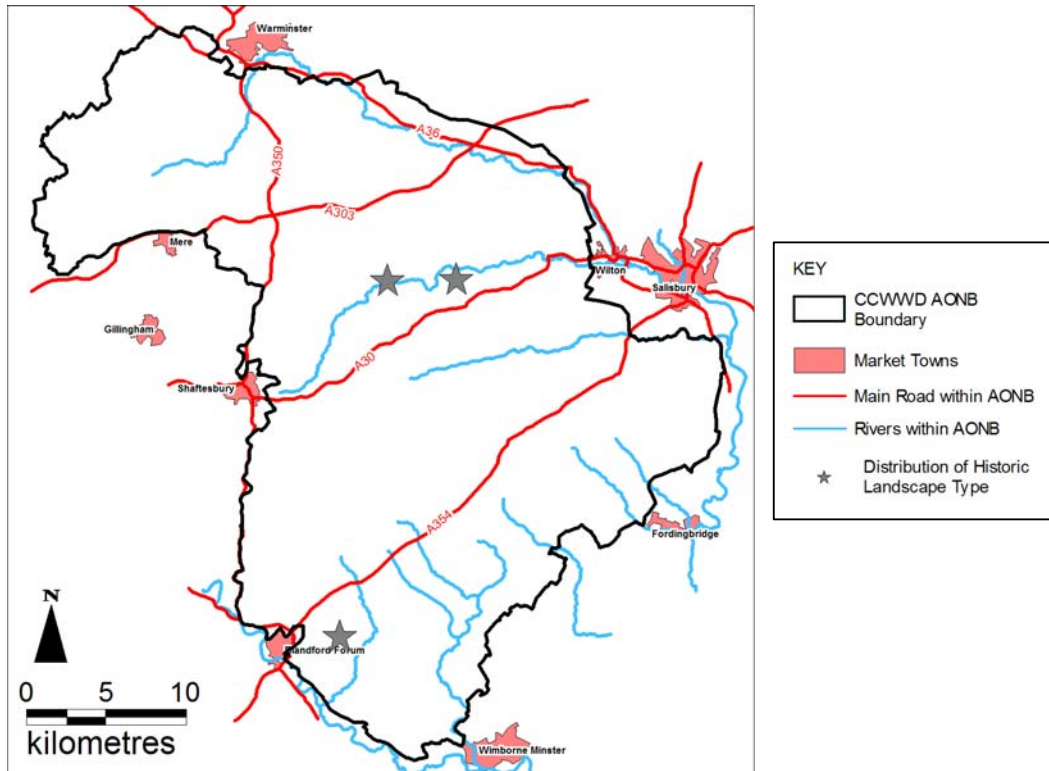 Warminster
A36
A350
A303
Mere
Wilton
Salisbury
Gillingham
A30
Shaftesbury
A354
Fordingbridge
N
Blandford Forum
0 5 10
kilometres
Wimborne Minster
KEY
CCWWD AONB
Boundary
Market Towns
Main Road within AONB
Rivers within AONB
Distribution of Historic
Landscape Type